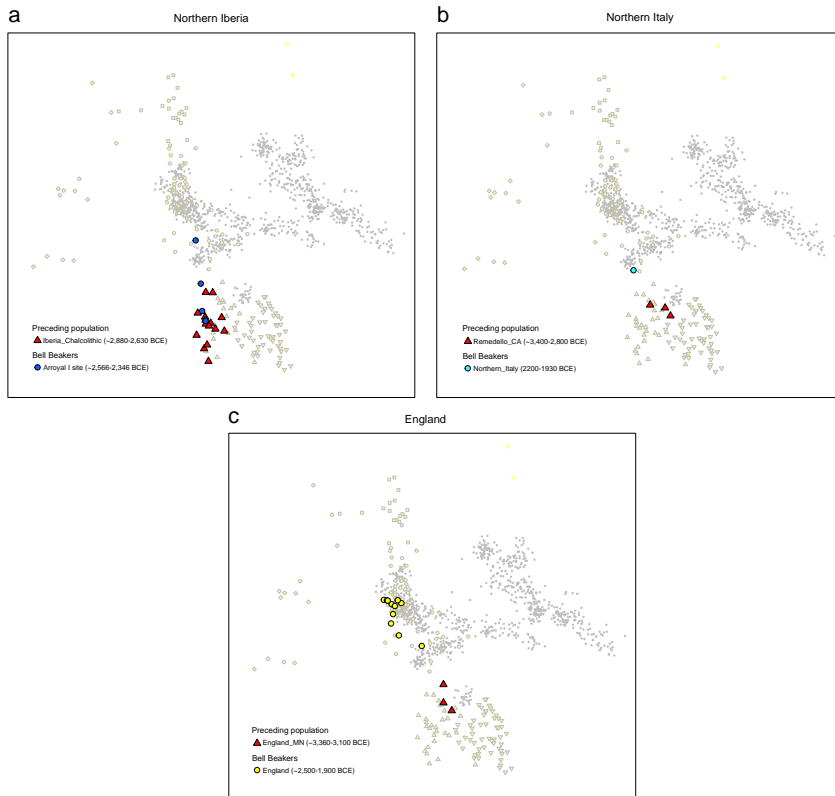 a
Northern Iberia
Preceding population
Iberia_Chalcolithic (~2,880-2,630 BCE)
Bell Beakers
Arroyal I site (~2,566-2,346 BCE)
b
Northern Italy
Preceding population
Remedello_CA (~3,400-2,800 BCE)
Bell Beakers
Northern_Italy (2200-1930 BCE)
c
England
Preceding population
England_MN (~3,360-3,100 BCE)
Bell Beakers
England (~2,500-1,900 BCE)